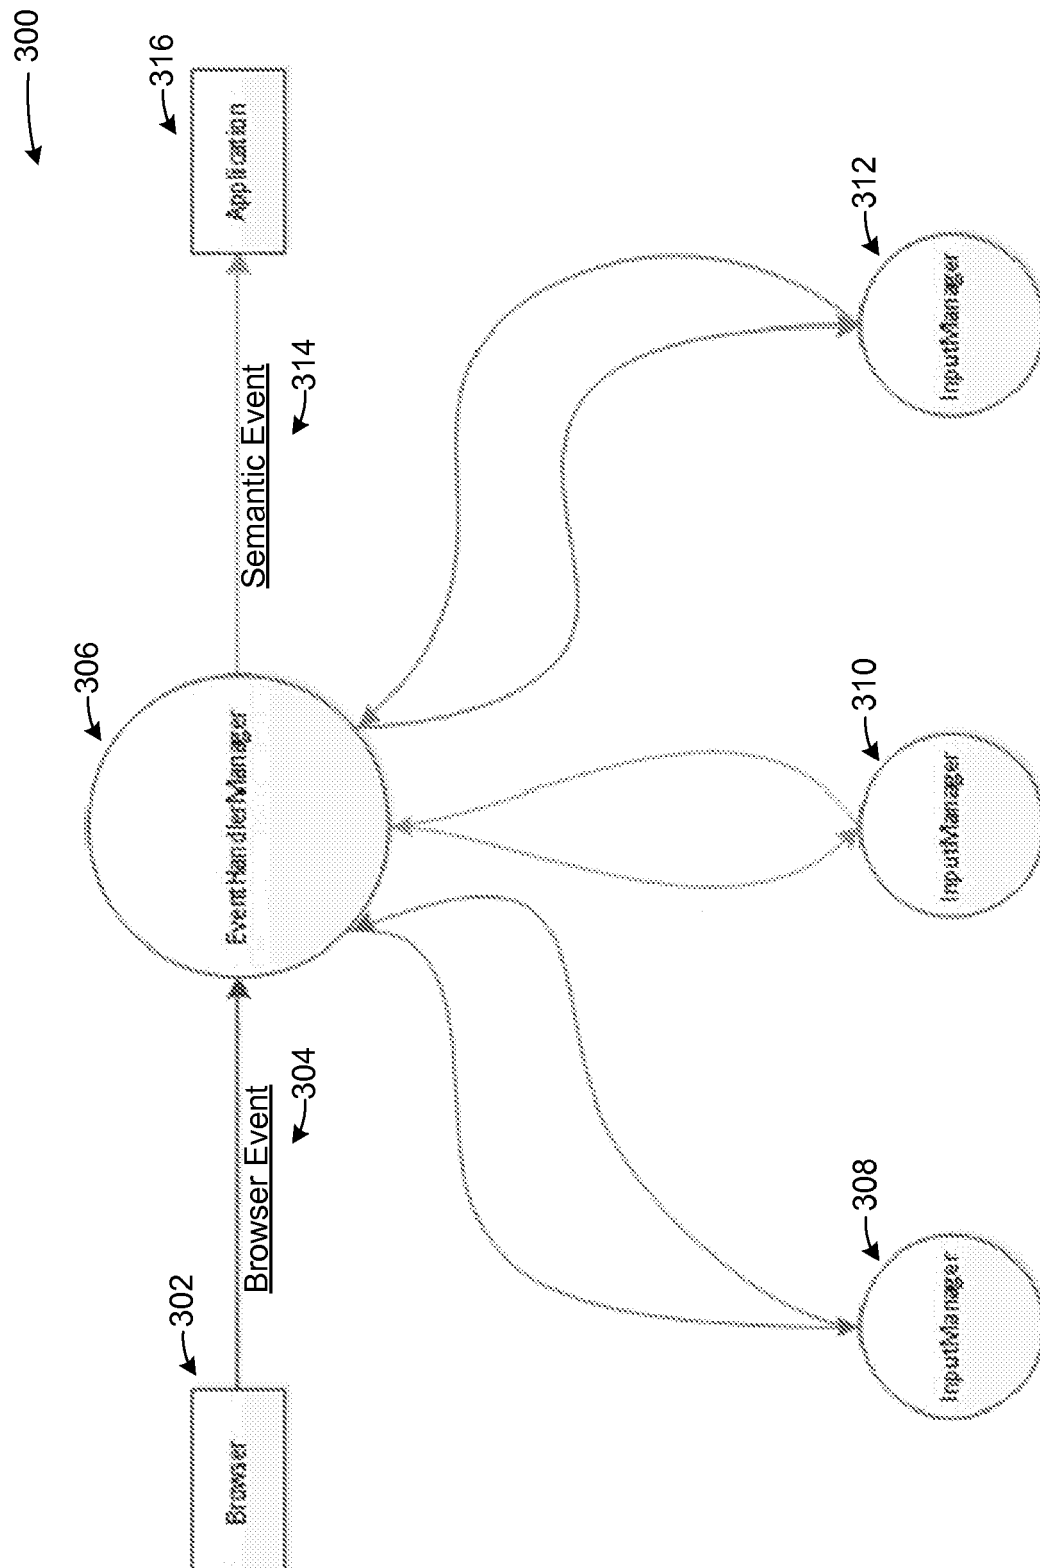 300
302
Browser
Browser Event
304
306
EventHandlerManager
Semantic Event
314
316
Application
308
InputManager
310
InputManager
312
InputManager